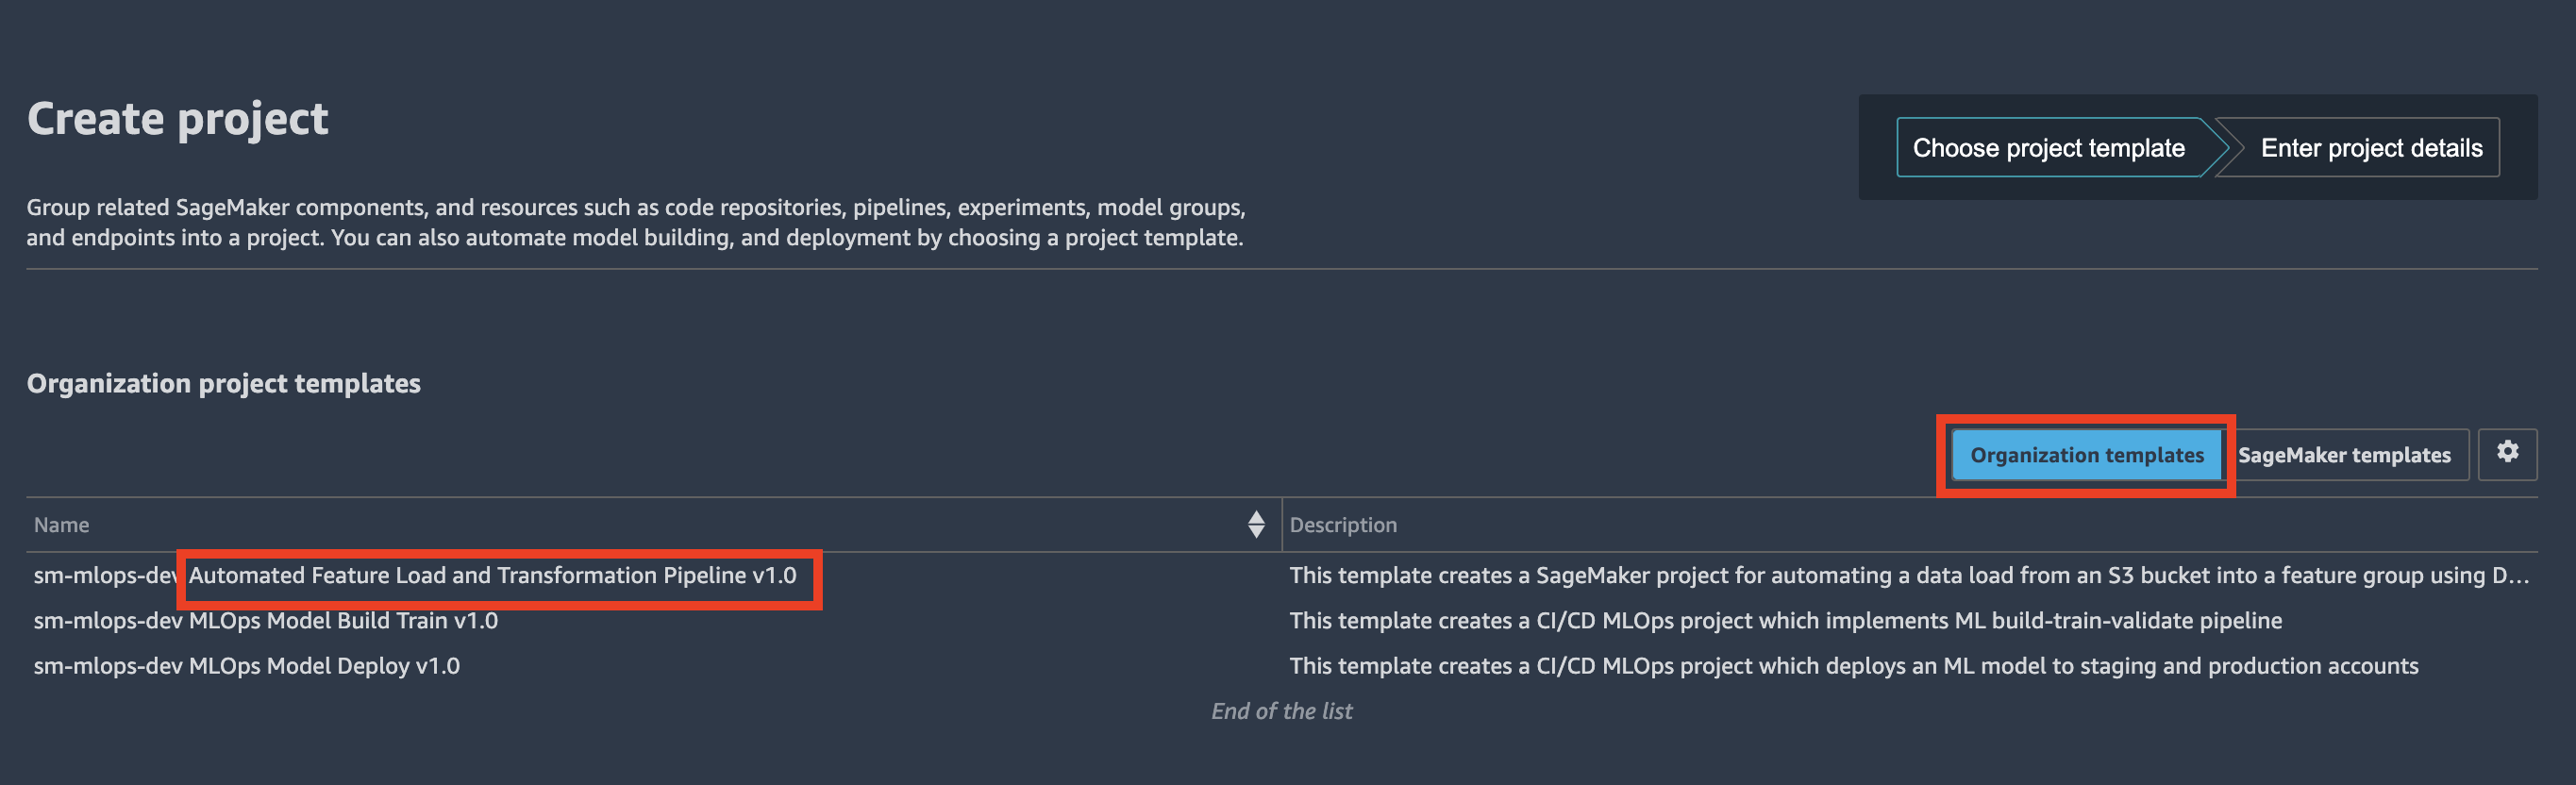 Create project
Choose project template
Enter project details
Group related SageMaker components, and resources such as code repositories, pipelines, experiments, model groups,
and endpoints into a project. You can also automate model building, and deployment by choosing a project template.
Organization project templates
Organization templates
SageMaker templates
Name
Description
sm-mlops-dev Automated Feature Load and Transformation Pipeline v1.0
This template creates a SageMaker project for automating a data load from an S3 bucket into a feature group using D...
sm-mlops-dev MLOps Model Build Train v1.0
This template creates a CI/CD MLOps project which implements ML build-train-validate pipeline
sm-mlops-dev MLOps Model Deploy v1.0
This template creates a CI/CD MLOps project which deploys an ML model to staging and production accounts
End of the list